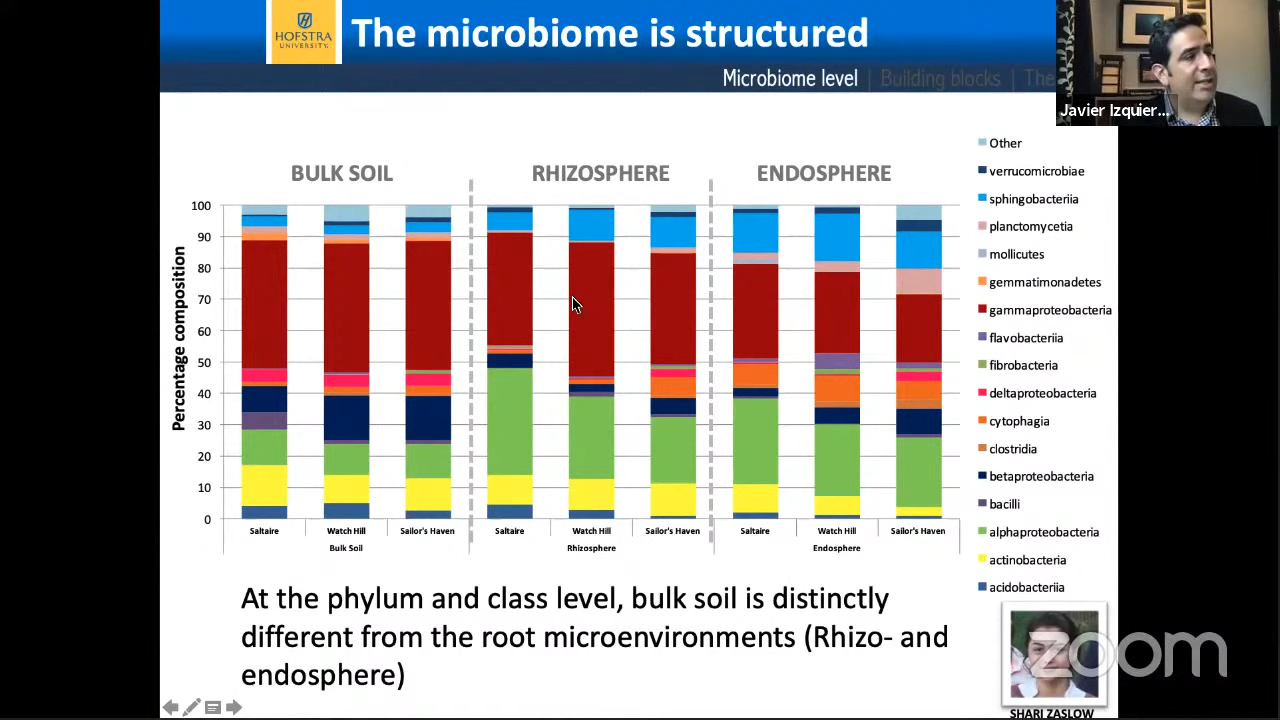 HOFSTRA
UNIVERSITY
The microbiome is structured
Microbiome level | Building blocks | The
Javier Izquier...
BULK SOIL
RHIZOSPHERE
ENDOSPHERE
Percentage composition
100
90
80
70
60
50
40
30
20
10
0
Saltaire
Watch Hill
Sailor's Haven
Saltaire
Watch Hill
Sailor's Haven
Saltaire
Watch Hill
Sailor's Haven
Bulk Soil
Rhizosphere
Endosphere
Other
verrucomicrobiae
sphingobacteriia
planctomycetia
mollicutes
gemmatimonadetes
gammaproteobacteria
flavobacteriia
fibrobacteria
deltaproteobacteria
cytophagia
clostridia
betaproteobacteria
bacilli
alphaproteobacteria
actinobacteria
acidobacteriia
At the phylum and class level, bulk soil is distinctly
different from the root microenvironments (Rhizo- and
endosphere)
zoom
SHARI ZASLOW